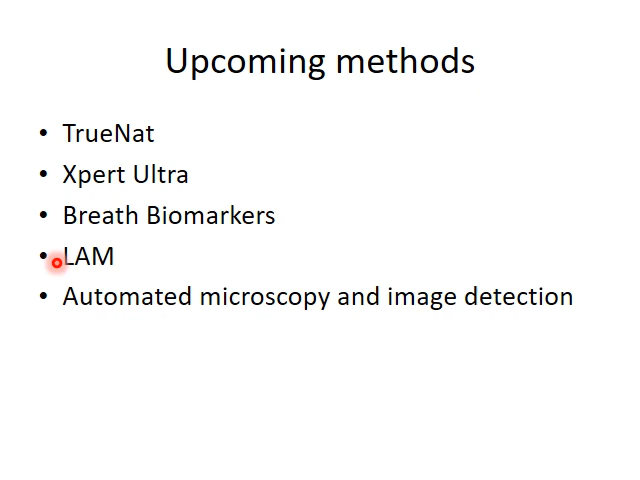 Upcoming methods
• TrueNat
• Xpert Ultra
• Breath Biomarkers
• LAM
• Automated microscopy and image detection